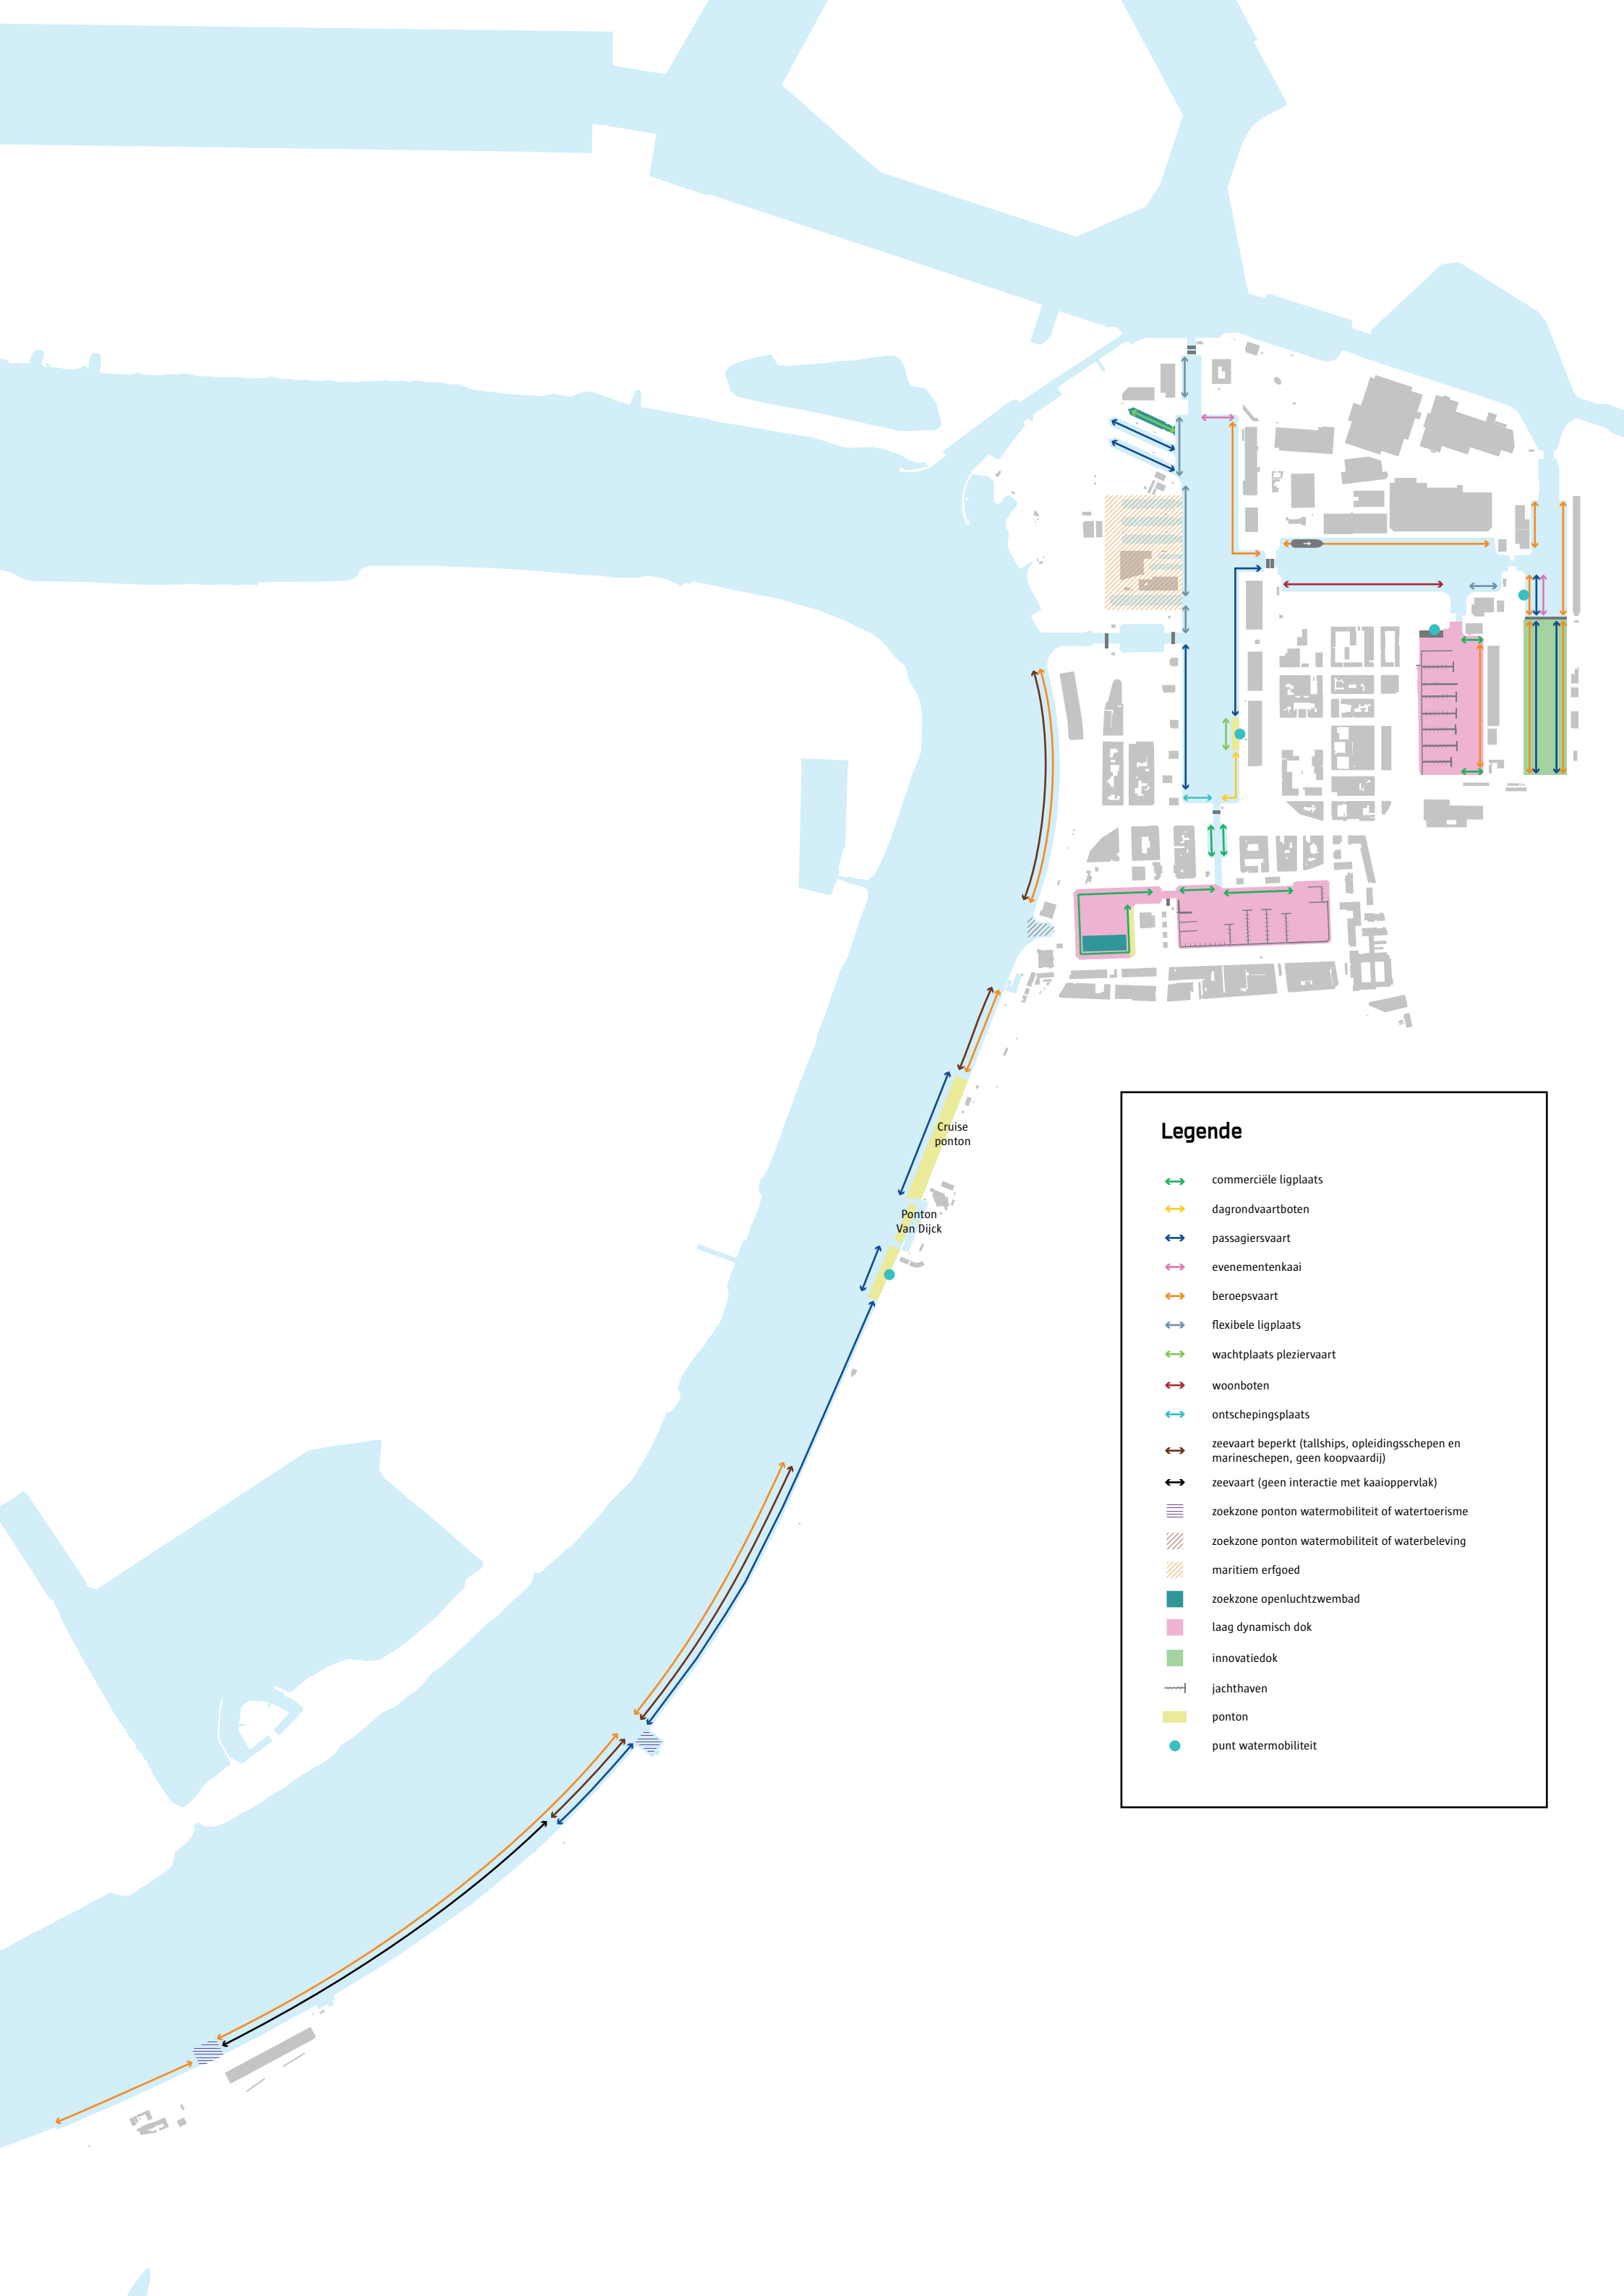 Cruise
ponton
Ponton
Van Dijck
Legende
commerciële ligplaats
dagrondvaartboten
passagiersvaart
evenementenkaai
beroepsvaart
flexibele ligplaats
wachtplaats pleziervaart
woonboten
ontschepingsplaats
zeevaart beperkt (tallships, opleidingsschepen en
marineschepen, geen koopvaardij)
zeevaart (geen interactie met kaaioppervlak)
zoekzone ponton watermobiliteit of watertoerisme
zoekzone ponton watermobiliteit of waterbeleving
maritiem erfgoed
zoekzone openluchtzwembad
laag dynamisch dok
innovatiedok
jachthaven
ponton
punt watermobiliteit